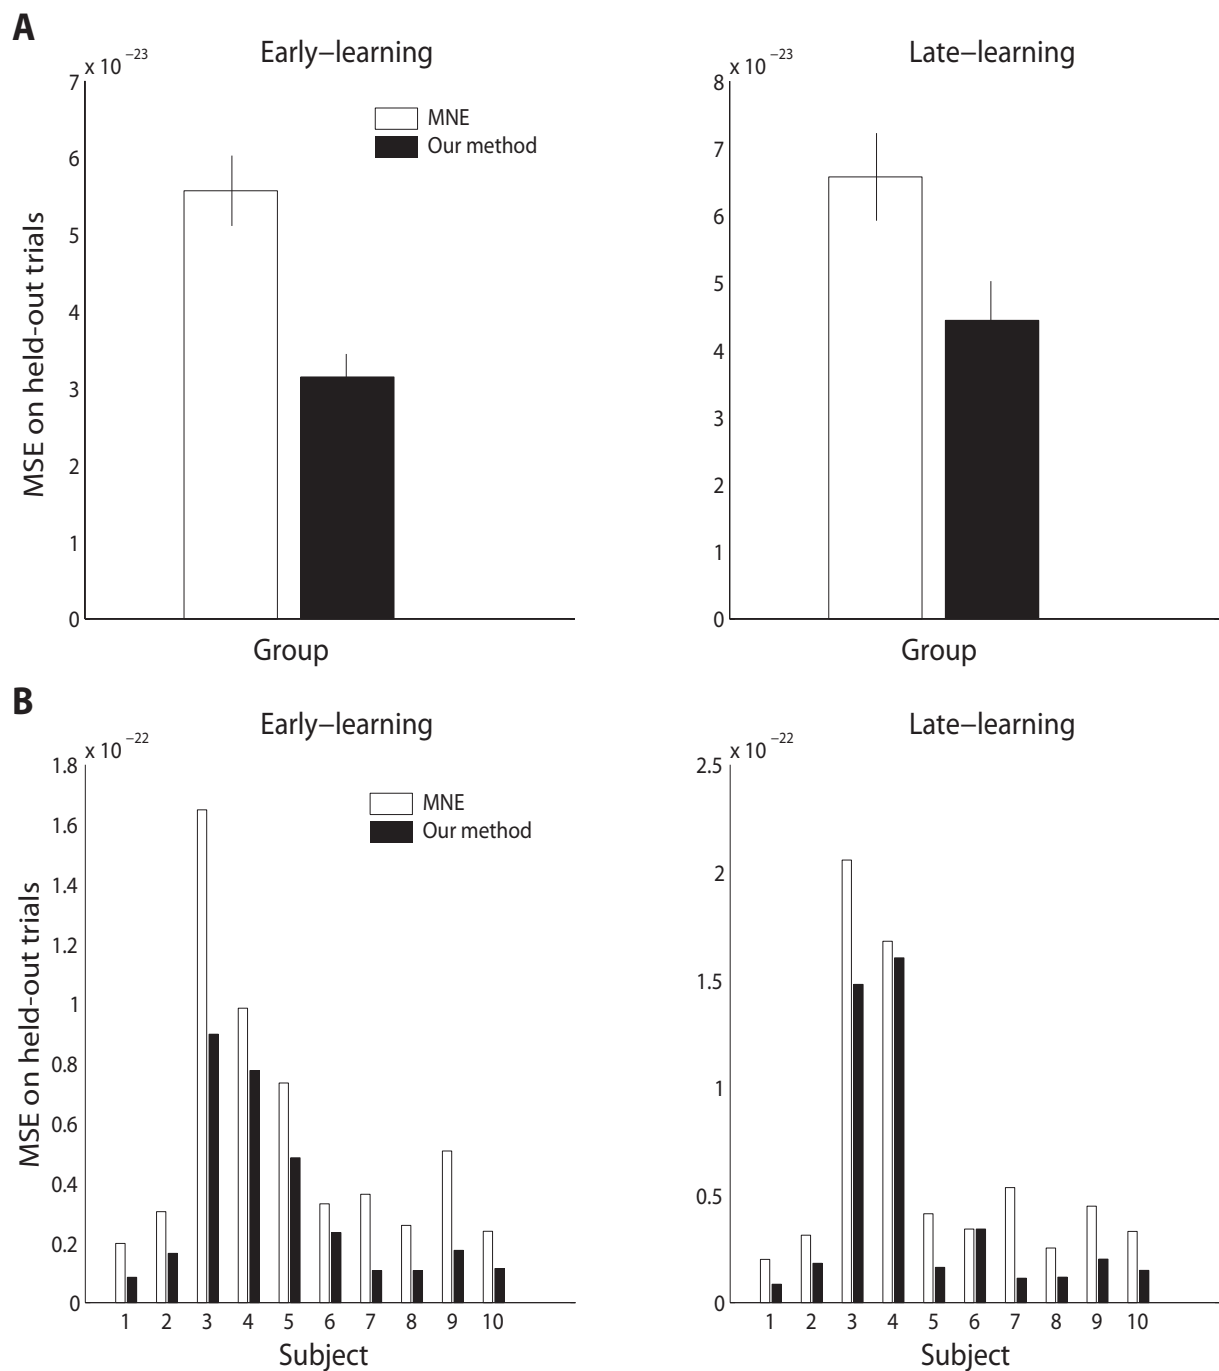 A
Early–learning
x 10 –23
7
6
5
4
3
2
1
0
MSE on held-out trials
MNE
Our method
Group
Late–learning
x 10 –23
8
7
6
5
4
3
2
1
0
Group
B
Early–learning
x 10 –22
1.8
1.6
1.4
1.2
1
0.8
0.6
0.4
0.2
0
MSE on held-out trials
MNE
Our method
1 2 3 4 5 6 7 8 9 10
Subject
Late–learning
x 10 –22
2.5
2
1.5
1
0.5
0
1 2 3 4 5 6 7 8 9 10
Subject